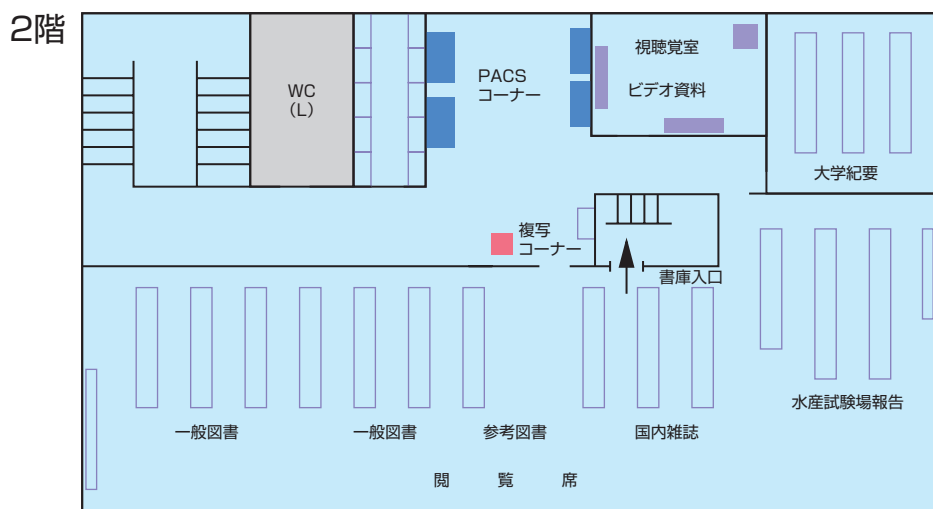 2階
WC
(L)
PACS
コーナー
視聴覚室
ビデオ資料
大学紀要
複写
コーナー
書庫入口
水産試験場報告
一般図書
一般図書
参考図書
国内雑誌
閲覧席